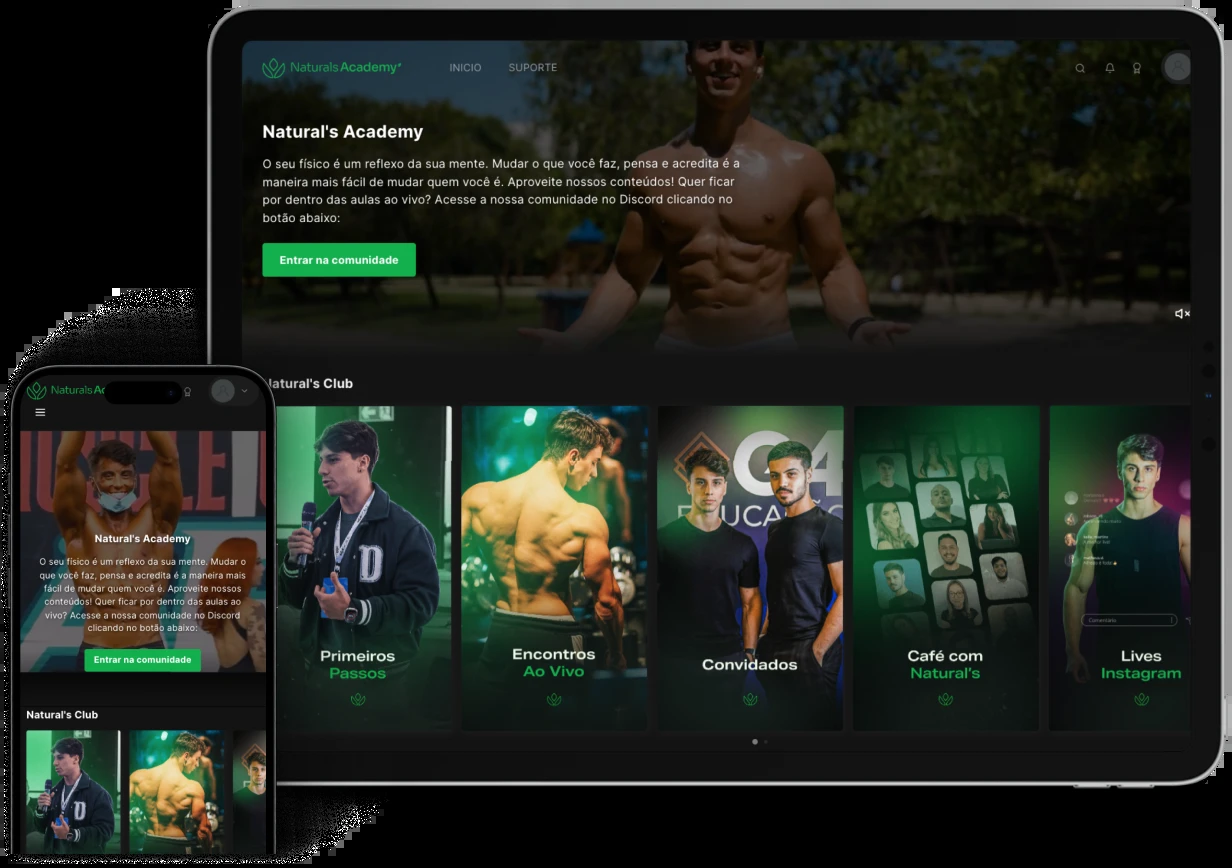 Naturals Academy
INICIO
SUPORTE
Natural's Academy
O seu físico é um reflexo da sua mente. Mudar o que você faz, pensa e acredita é a
maneira mais fácil de mudar quem você é. Aproveite nossos conteúdos! Quer ficar
por dentro das aulas ao vivo? Acesse a nossa comunidade no Discord clicando no
botão abaixo:
Entrar na comunidade
Natural's Club
D
Primeiros
Passos
Encontros
Ao Vivo
G4
EDUCAÇÃO
Convidados
Café com
Natural's
Comentário
Lives
Instagram
Naturals Ac
Natural's Academy
O seu físico é um reflexo da sua mente. Mudar o
que você faz, pensa e acredita é a maneira mais
fácil de mudar quem você é. Aproveite nossos
conteúdos! Quer ficar por dentro das aulas ao
vivo? Acesse a nossa comunidade no Discord
clicando no botão abaixo:
Entrar na comunidade
Natural's Club
D